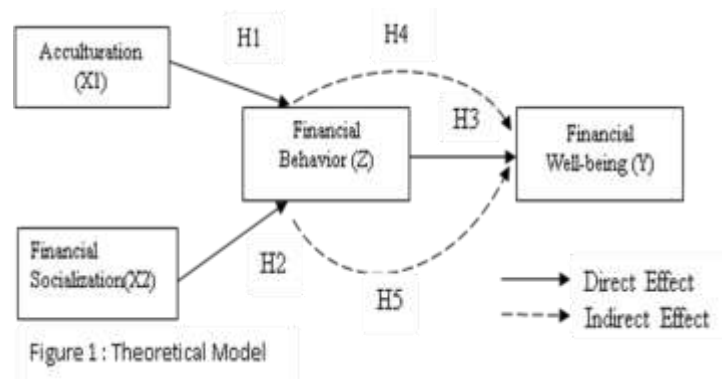 H1
H4
Acculturation
(X1)
Financial
Behavior (Z)
H3
Financial
Well-being (Y)
Financial
Socialization(X2)
H2
H5
Direct Effect
Indirect Effect
Figure 1 : Theoretical Model